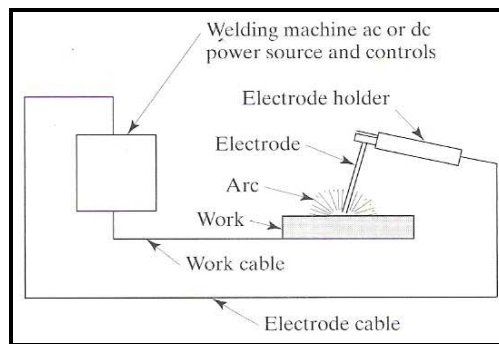 Welding machine ac or dc
power source and controls
Electrode holder
Electrode
Arc
Work
Work cable
Electrode cable